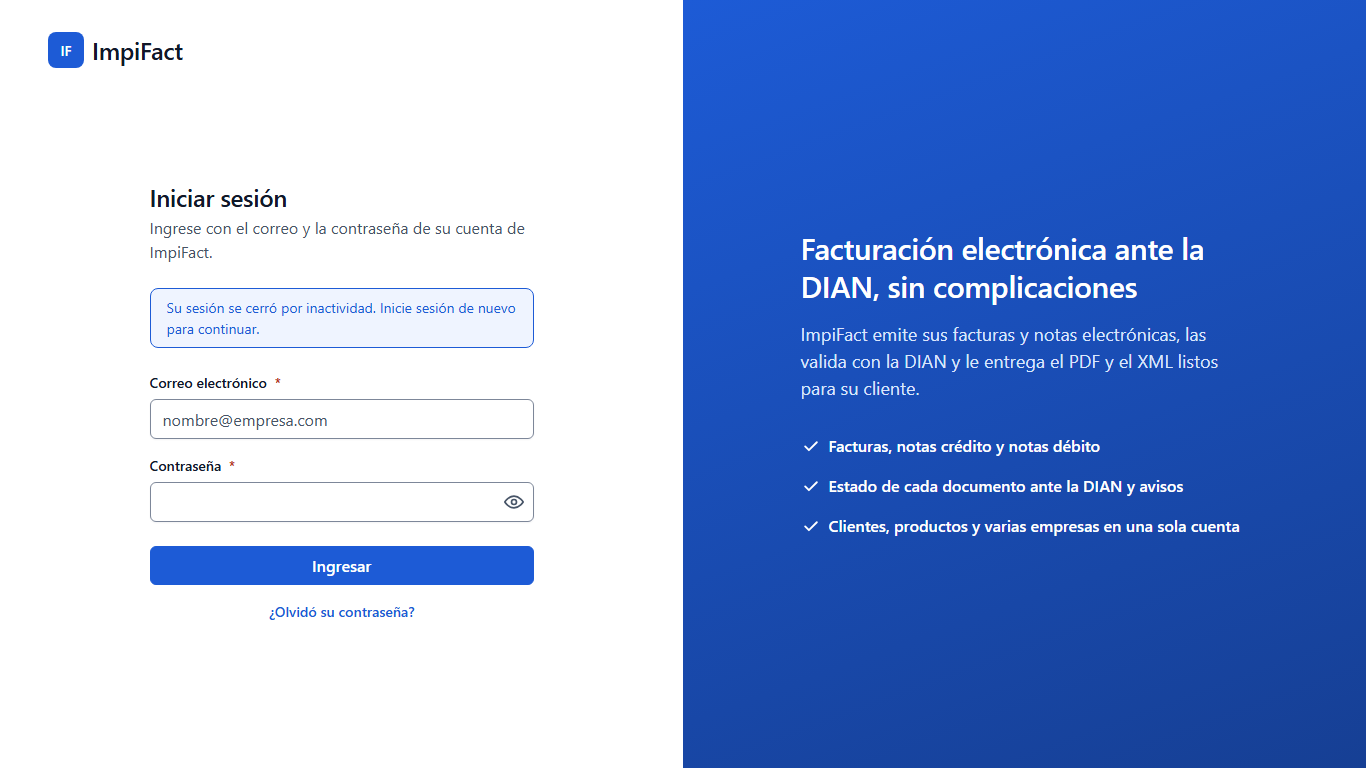 IF ImpiFact
Iniciar sesión
Ingrese con el correo y la contraseña de su cuenta de
ImpiFact.
Su sesión se cerró por inactividad. Inicie sesión de nuevo
para continuar.
Correo electrónico *
nombre@empresa.com
Contraseña *
Ingresar
¿Olvidó su contraseña?
Facturación electrónica ante la
DIAN, sin complicaciones
ImpiFact emite sus facturas y notas electrónicas, las
valida con la DIAN y le entrega el PDF y el XML listos
para su cliente.
Facturas, notas crédito y notas débito
Estado de cada documento ante la DIAN y avisos
Clientes, productos y varias empresas en una sola cuenta